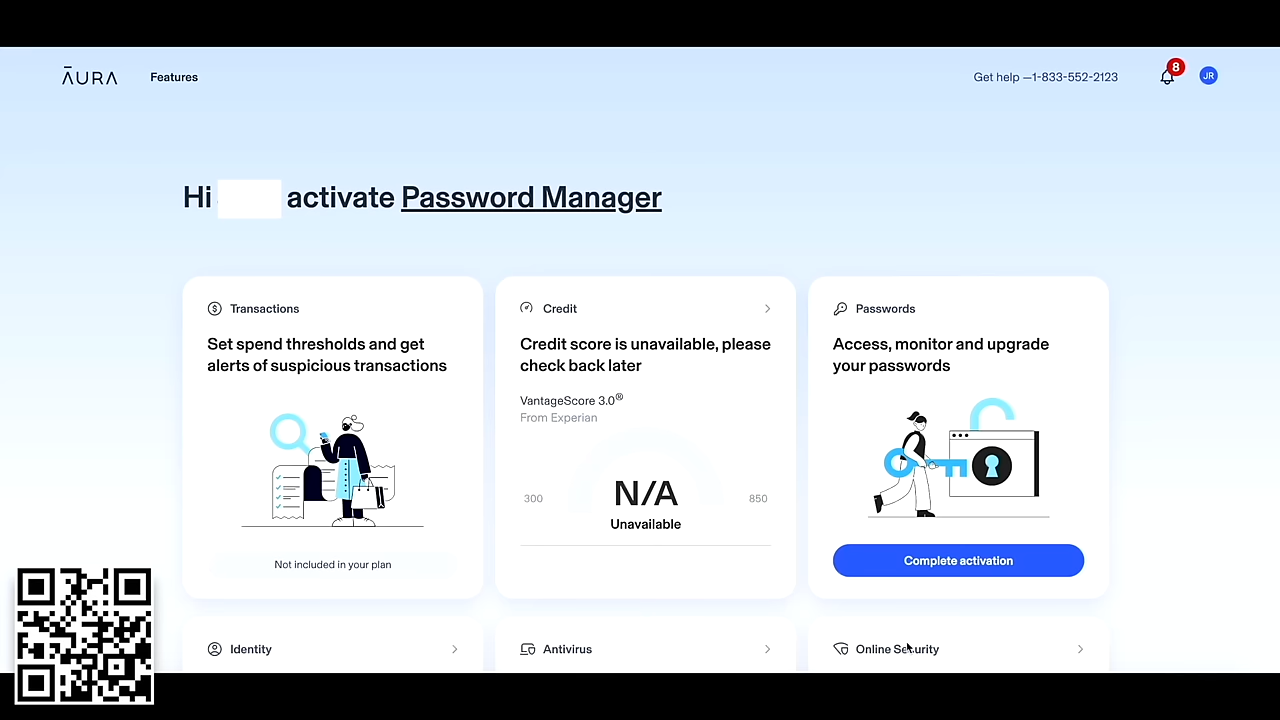 ĀURA
Features
Get help —1-833-552-2123
8
JR
Hi activate Password Manager
Transactions
Set spend thresholds and get
alerts of suspicious transactions
Not included in your plan
Credit
Credit score is unavailable, please
check back later
VantageScore 3.0®
From Experian
300
N/A
850
Unavailable
Passwords
Access, monitor and upgrade
your passwords
Complete activation
Identity
Antivirus
Online Security